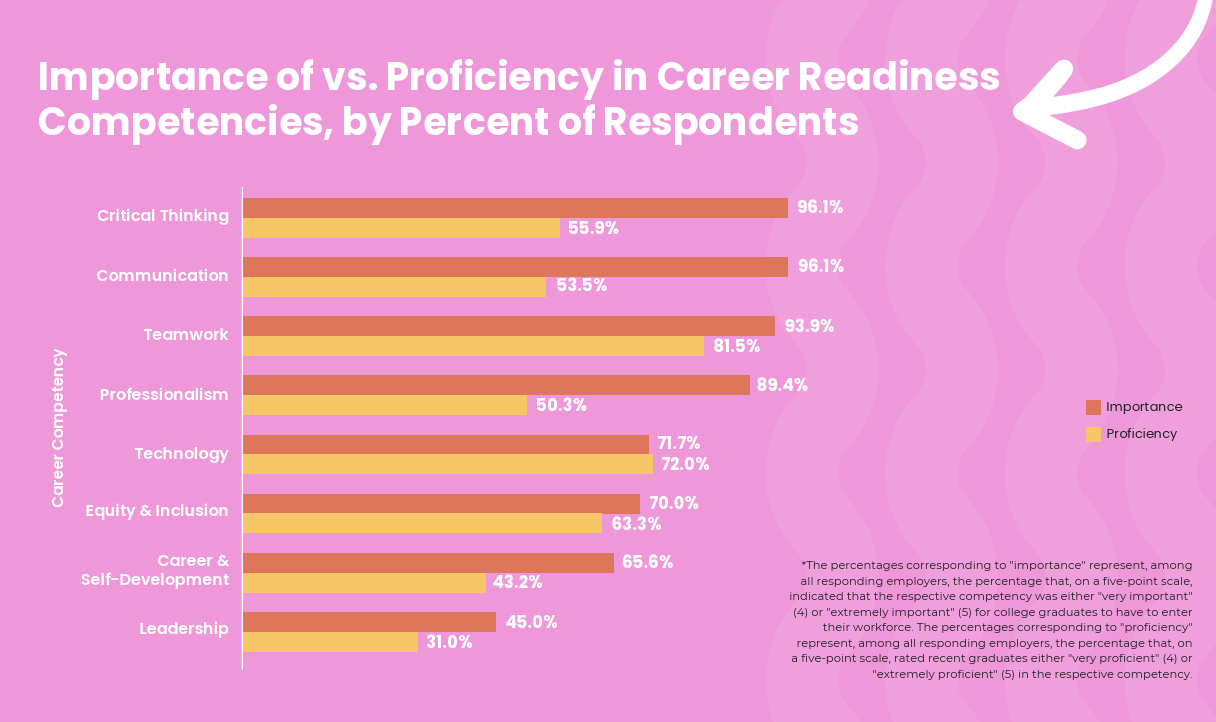 Importance of vs. Proficiency in Career Readiness
Competencies, by Percent of Respondents
Career Competency
Critical Thinking
96.1%
55.9%
Communication
96.1%
53.5%
Teamwork
93.9%
81.5%
Professionalism
89.4%
50.3%
Technology
71.7%
72.0%
Equity & Inclusion
70.0%
63.3%
Career &
Self-Development
65.6%
43.2%
Leadership
45.0%
31.0%
Importance
Proficiency
*The percentages corresponding to "importance" represent, among
all responding employers, the percentage that, on a five-point scale,
indicated that the respective competency was either "very important"
(4) or "extremely important" (5) for college graduates to have to enter
their workforce. The percentages corresponding to "proficiency"
represent, among all responding employers, the percentage that, on
a five-point scale, rated recent graduates either "very proficient" (4) or
"extremely proficient" (5) in the respective competency.